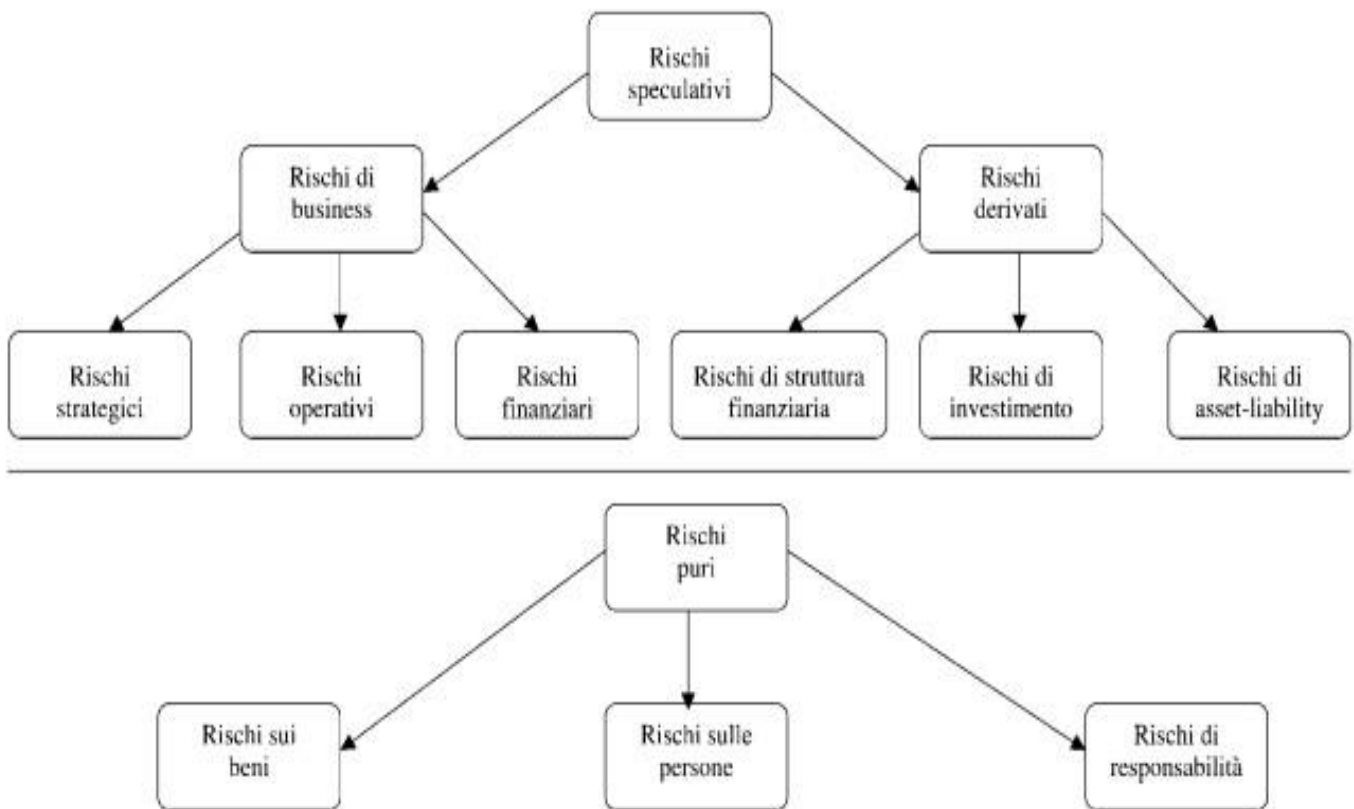 Rischi
speculativi
Rischi di
business
Rischi
derivati
Rischi
strategici
Rischi
operativi
Rischi
finanziari
Rischi di struttura
finanziaria
Rischi di
investimento
Rischi di
asset-liability
Rischi
puri
Rischi sui
beni
Rischi sulle
persone
Rischi di
responsabilità